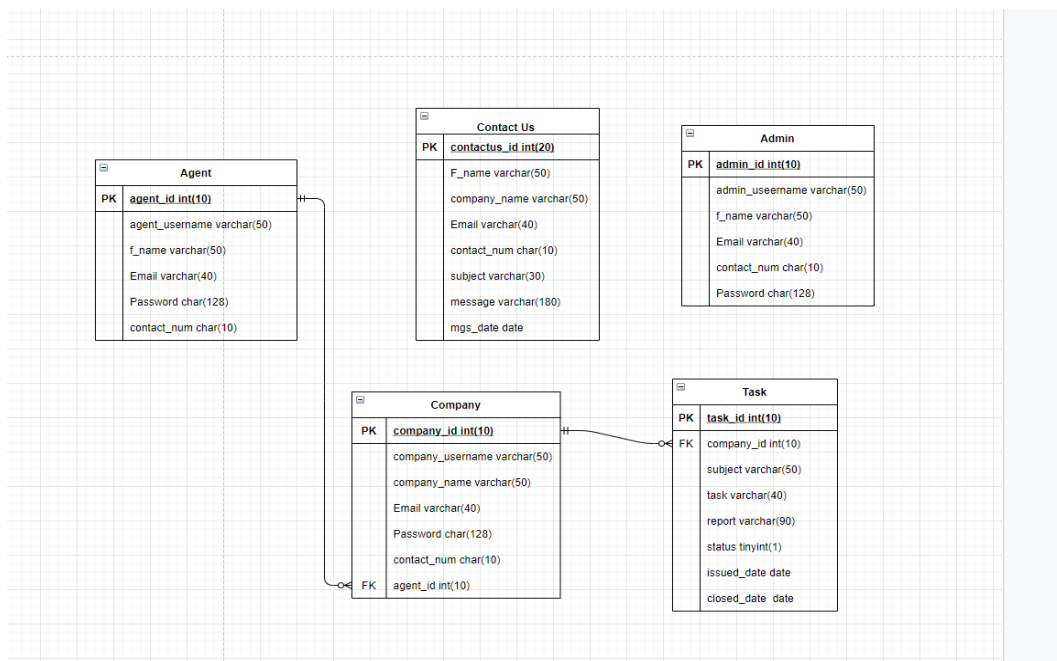 Agent
PK agent_id int(10)
agent_username varchar(50)
f_name varchar(50)
Email varchar(40)
Password char(128)
contact_num char(10)
Contact Us
PK contactus_id int(20)
F_name varchar(50)
company_name varchar(50)
Email varchar(40)
contact_num char(10)
subject varchar(30)
message varchar(180)
mgs_date date
Admin
PK admin_id int(10)
admin_useername varchar(50)
f_name varchar(50)
Email varchar(40)
contact_num char(10)
Password char(128)
Company
PK company_id int(10)
company_username varchar(50)
company_name varchar(50)
Email varchar(40)
Password char(128)
contact_num char(10)
FK agent_id int(10)
Task
PK task_id int(10)
FK company_id int(10)
subject varchar(50)
task varchar(40)
report varchar(90)
status tinyint(1)
issued_date date
closed_date date